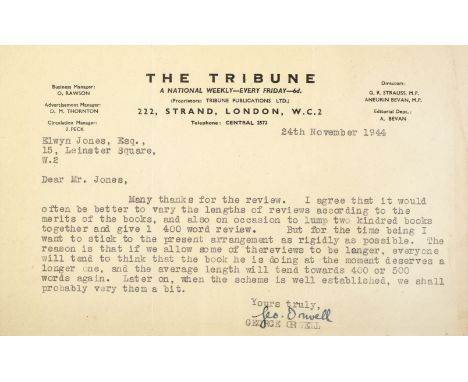 THE TRIBUNE
A NATIONAL WEEKLY—EVERY FRIDAY—6d.
(Proprietors: TRIBUNE PUBLICATIONS LTD.)
222, STRAND, LONDON, W.C.2
Telephone: CENTRAL 2572
Business Manager:
O. RAWSON
Advertisement Manager:
D. M. THORNTON
Circulation Manager:
J. PECK
Directors:
G. R. STRAUSS, M.P.
ANEURIN BEVAN, M.P.
Editorial Dept.:
A. BEVAN
24th November 1944
Elwyn Jones, Esq.,
15, Leinster Square,
W.2
Dear Mr. Jones,
Many thanks for the review. I agree that it would
often be better to vary the lengths of reviews according to the
merits of the books, and also on occasion to lump two kindred books
together and give 1 400 word review. But for the time being I
want to stick to the present arrangement as rigidly as possible. The
reason is that if we allow some of thereviews to be longer, everyone
will tend to think that the book he is doing at the moment deserves a
longer one, and the average length will tend towards 400 or 500
words again. Later on, when the scheme is well established, we shall
probably very them a bit.
Yours truly,
Geo. Orwell
GEORGE ORWELL